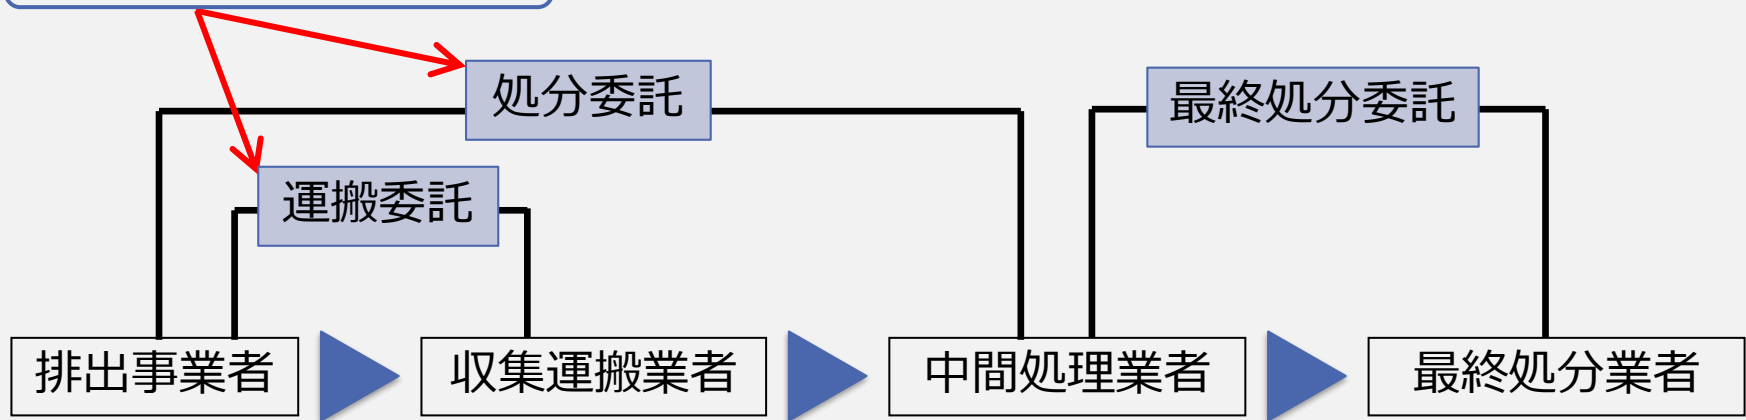 処分委託
最終処分委託
運搬委託
排出事業者
収集運搬業者
中間処理業者
最終処分業者